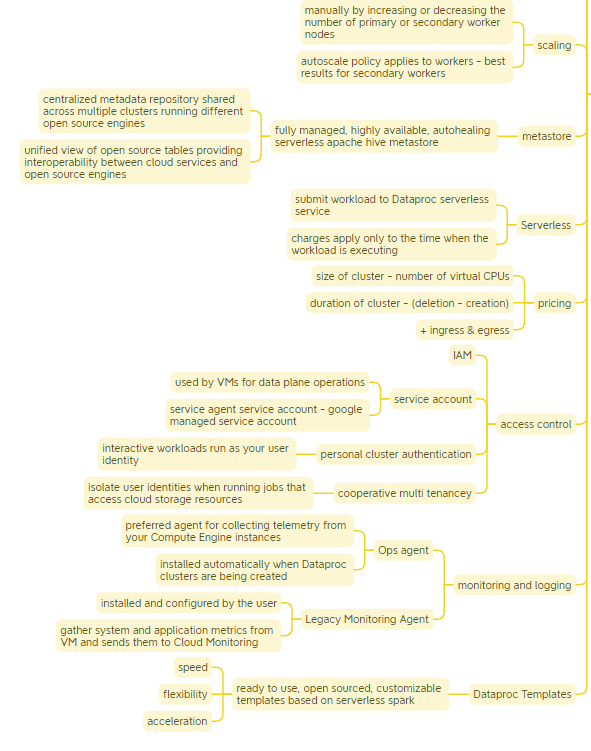 manually by increasing or decreasing the
number of primary or secondary worker
nodes
autoscale policy applies to workers - best
results for secondary workers
scaling
centralized metadata repository shared
across multiple clusters running different
open source engines
unified view of open source tables providing
interoperability between cloud services and
open source engines
fully managed, highly available, autohealing
serverless apache hive metastore
metastore
submit workload to Dataproc serverless
service
charges apply only to the time when the
workload is executing
Serverless
size of cluster - number of virtual CPUs
duration of cluster - (deletion - creation)
+ ingress & egress
pricing
IAM
used by VMs for data plane operations
service agent service account - google
managed service account
service account
interactive workloads run as your user
identity
personal cluster authentication
isolate user identities when running jobs that
access cloud storage resources
cooperative multi tenancey
access control
preferred agent for collecting telemetry from
your Compute Engine instances
installed automatically when Dataproc
clusters are being created
Ops agent
installed and configured by the user
gather system and application metrics from
VM and sends them to Cloud Monitoring
Legacy Monitoring Agent
monitoring and logging
speed
flexibility
acceleration
ready to use, open sourced, customizable
templates based on serverless spark
Dataproc Templates